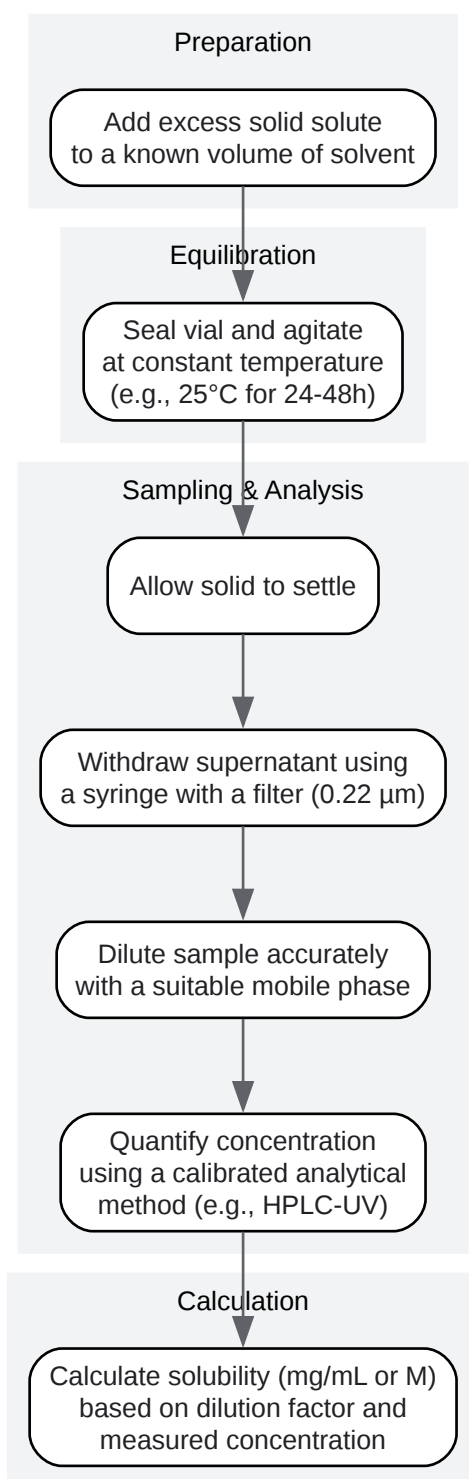 Preparation
Add excess solid solute
to a known volume of solvent
Equilibration
Seal vial and agitate
at constant temperature
(e.g., 25°C for 24-48h)
Sampling & Analysis
Allow solid to settle
Withdraw supernatant using
a syringe with a filter (0.22 µm)
Dilute sample accurately
with a suitable mobile phase
Quantify concentration
using a calibrated analytical
method (e.g., HPLC-UV)
Calculation
Calculate solubility (mg/mL or M)
based on dilution factor and
measured concentration